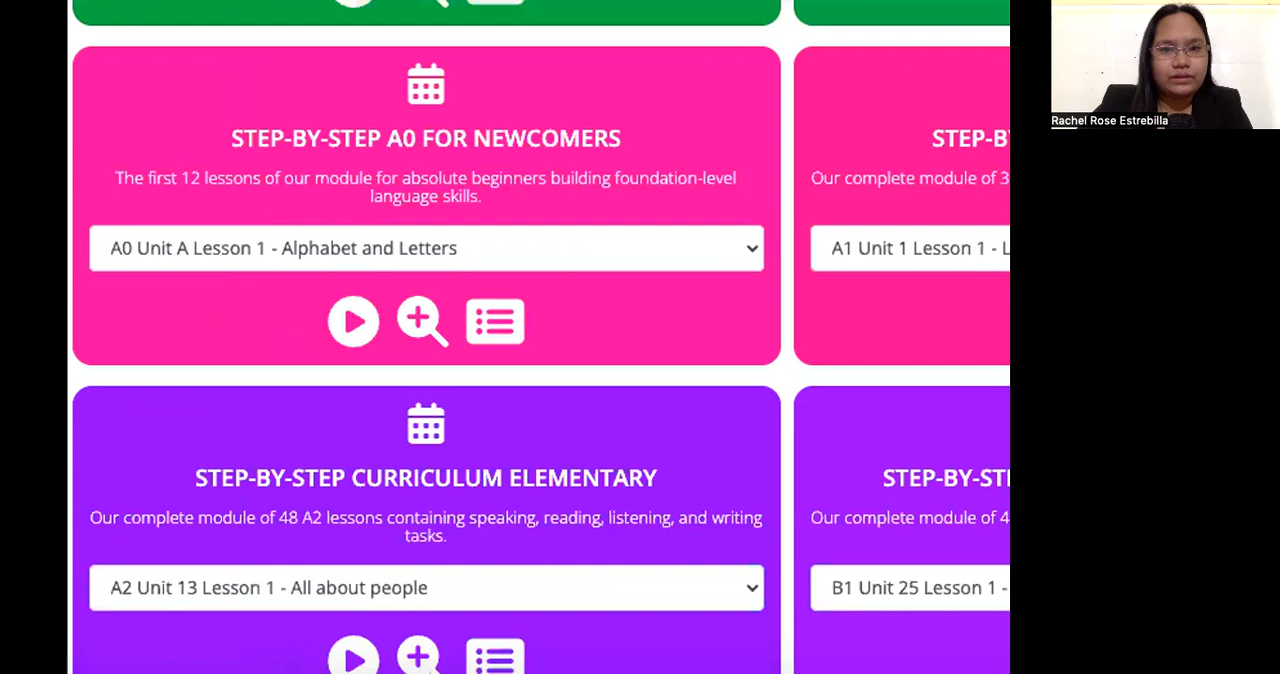 Rachel Rose Estrebilla
STEP-BY-STEP A0 FOR NEWCOMERS
The first 12 lessons of our module for absolute beginners building foundation-level
language skills.
A0 Unit A Lesson 1 - Alphabet and Letters
STEP-B
Our complete module of 3
A1 Unit 1 Lesson 1 - L
STEP-BY-STEP CURRICULUM ELEMENTARY
Our complete module of 48 A2 lessons containing speaking, reading, listening, and writing
tasks.
A2 Unit 13 Lesson 1 - All about people
STEP-BY-STE
Our complete module of 4
B1 Unit 25 Lesson 1 -